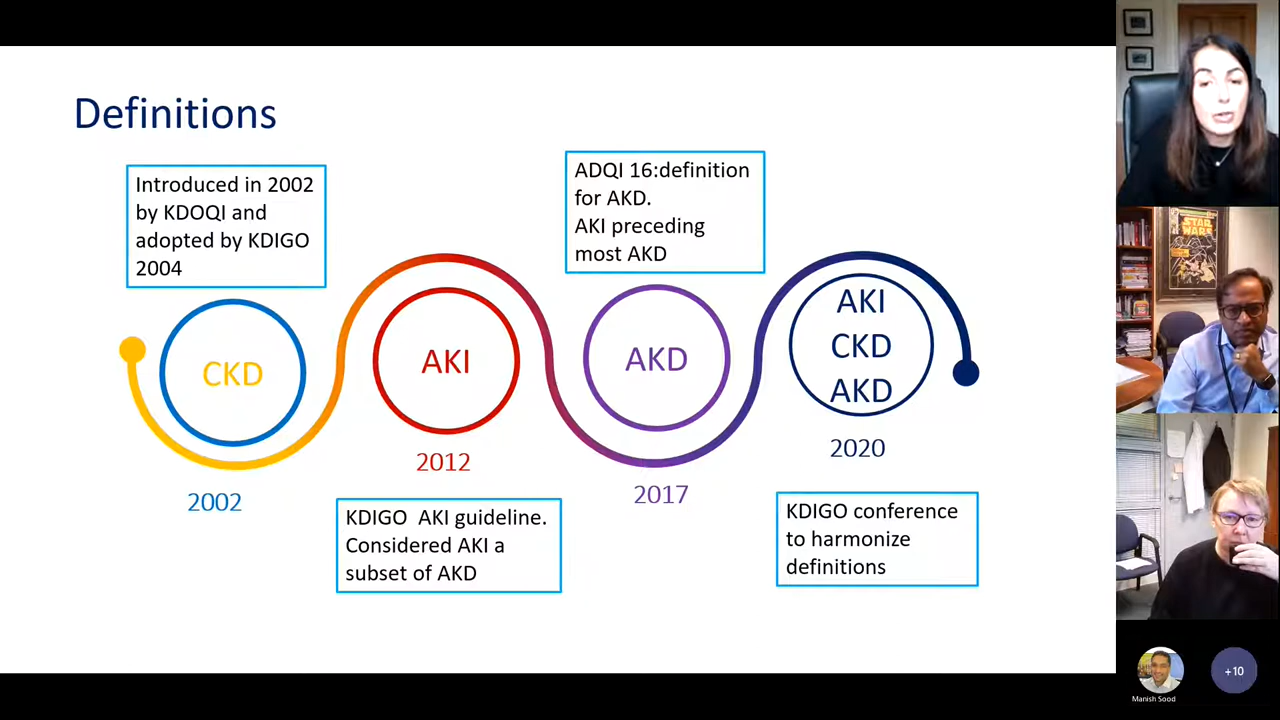 Definitions
Introduced in 2002
by KDOQI and
adopted by KDIGO
2004
CKD
2002
AKI
2012
KDIGO  AKI guideline.
Considered AKI a
subset of AKD
ADQI 16:definition
for AKD.
AKI preceding
most AKD
AKD
2017
AKI
CKD
AKD
2020
KDIGO conference
to harmonize
definitions
STAR
WARS
Manish Sood
+10